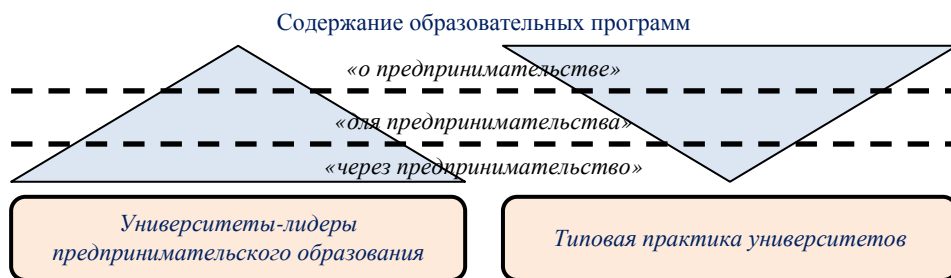 Содержание образовательных программ
«о предпринимательстве»
«для предпринимательства»
«через предпринимательство»
Университеты-лидеры
предпринимательского образования
Типовая практика университетов